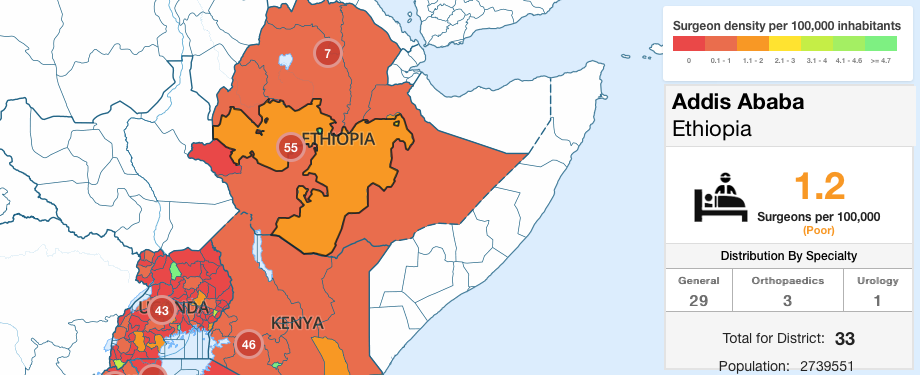 7
ETHIOPIA
55
UGANDA
43
KENYA
46
Surgeon density per 100,000 inhabitants
0 0.1 - 1 1.1 - 2 2.1 - 3 3.1 - 4 4.1 - 4.6 >= 4.7
Addis Ababa
Ethiopia
1.2
Surgeons per 100,000
(Poor)
Distribution By Specialty
General Orthopaedics Urology
29 3 1
Total for District: 33
Population: 2739551